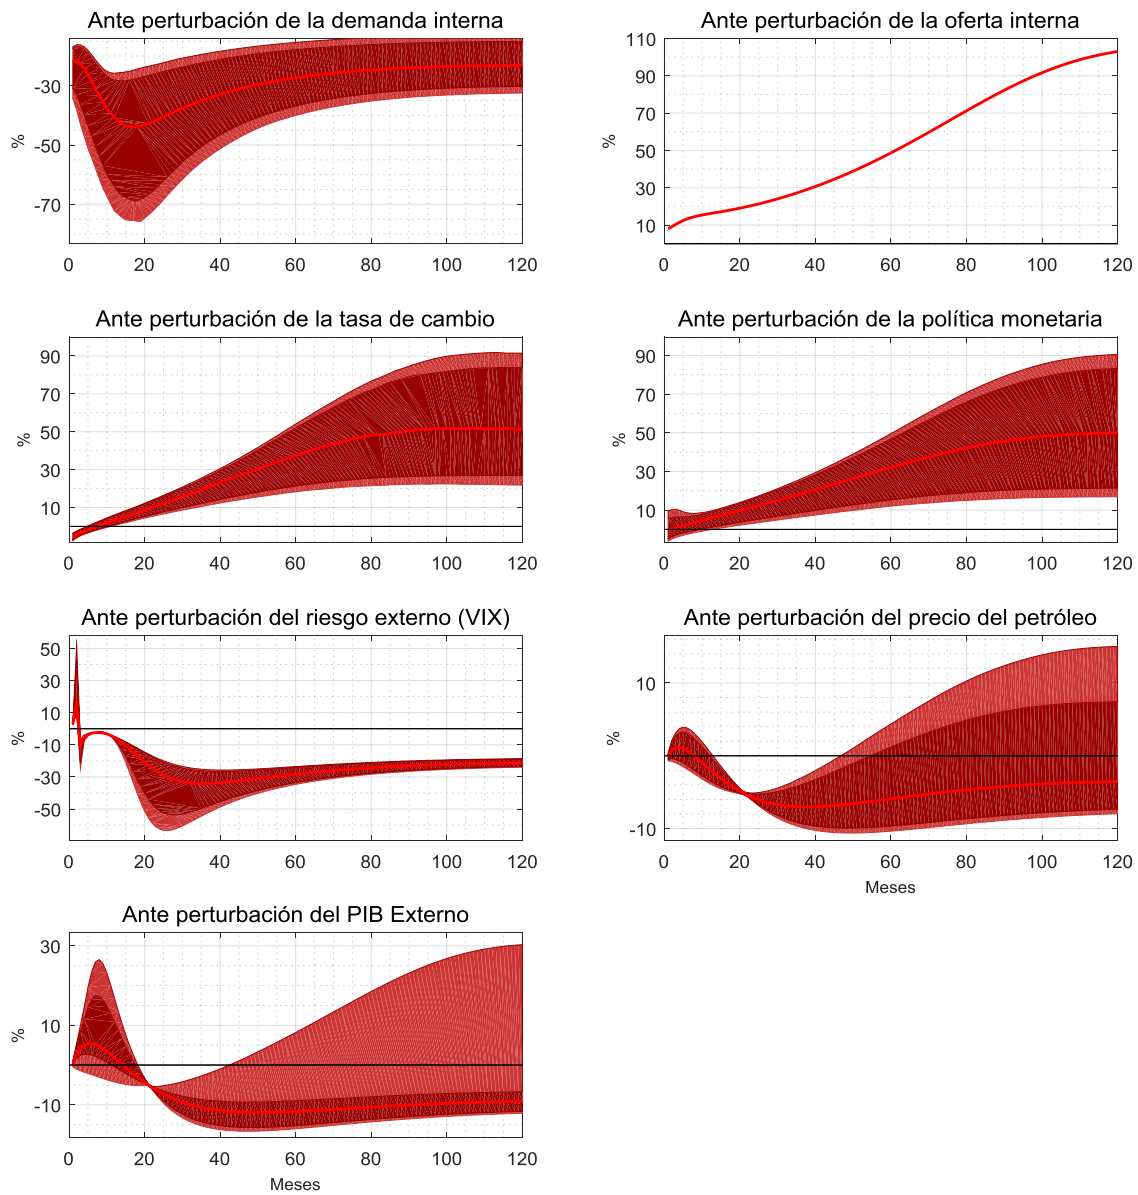 Ante perturbación de la demanda interna
-30
-50
-70
%
0 20 40 60 80 100 120
Ante perturbación de la oferta interna
110
90
70
50
30
10
%
0 20 40 60 80 100 120
Ante perturbación de la tasa de cambio
90
70
50
30
10
%
0 20 40 60 80 100 120
Ante perturbación de la política monetaria
90
70
50
30
10
%
0 20 40 60 80 100 120
Ante perturbación del riesgo externo (VIX)
50
30
10
-10
-30
-50
%
0 20 40 60 80 100 120
Ante perturbación del precio del petróleo
10
-10
%
0 20 40 60 80 100 120
Meses
Ante perturbación del PIB Externo
30
10
-10
%
0 20 40 60 80 100 120
Meses